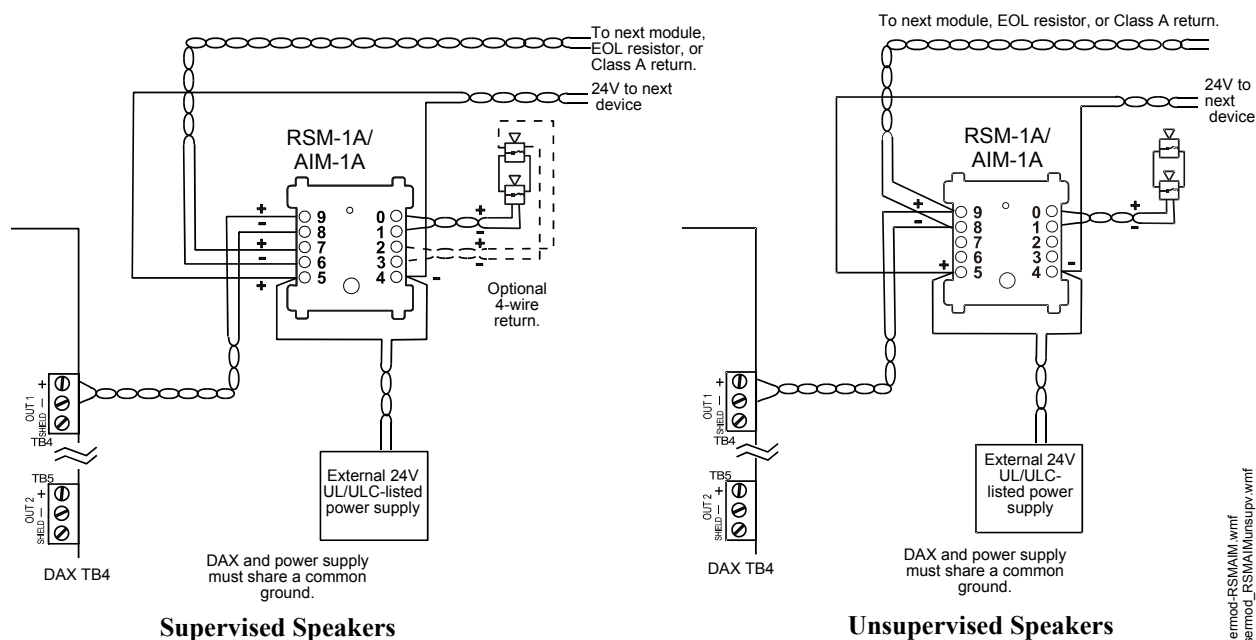 To next module,
EOL resistor, or
Class A return.
24V to next
device
RSM-1A/
AIM-1A
+
-
+
-
+
9
8
7
6
5
0
1
2
3
4
+
-
+
-
-
Optional
4-wire
return.
+
–
OUT 1
SHIELD
TB4
TB5
+
–
OUT 2
SHIELD
DAX TB4
External 24V
UL/ULC-listed
power supply
DAX and power supply
must share a common
ground.
Supervised Speakers
To next module, EOL resistor, or Class A return.
24V to
next
device
RSM-1A/
AIM-1A
+
-
+
9
8
7
6
5
0
1
2
3
4
+
-
-
+
–
OUT 1
SHIELD
TB4
TB5
+
–
OUT 2
SHIELD
DAX TB4
External 24V
UL/ULC-
listed power
supply
DAX and power supply
must share a common
ground.
Unsupervised Speakers
ermod-RSMAIM.wmf
sermod_RSMAIMunsupv.wmf